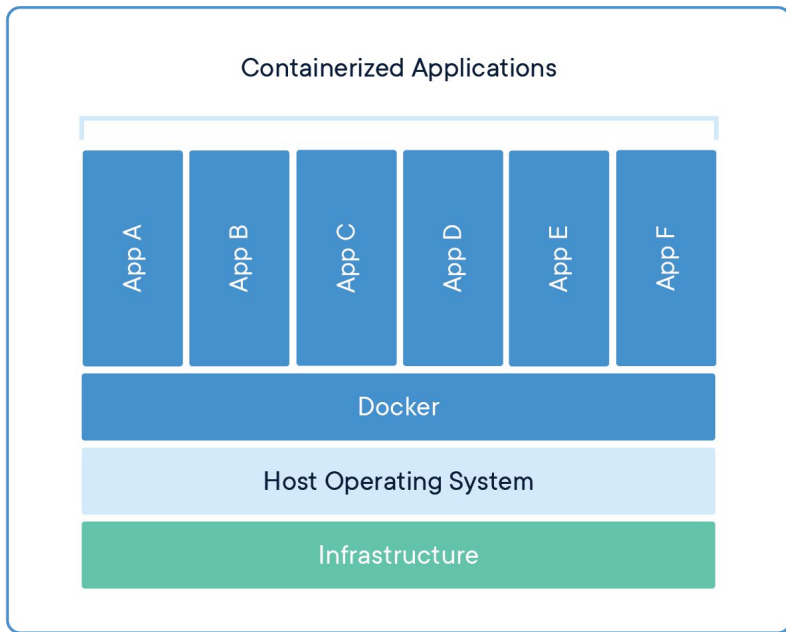 Containerized Applications
App A
App B
App C
App D
App E
App F
Docker
Host Operating System
Infrastructure